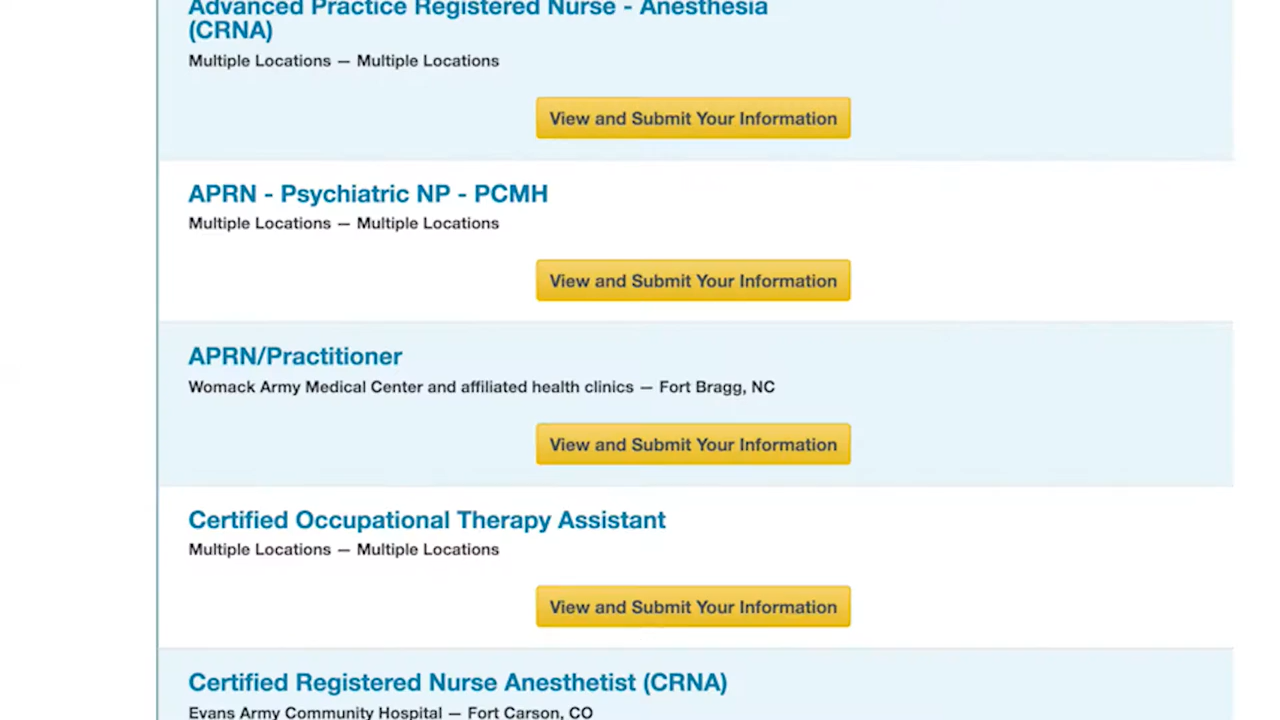 Advanced Practice Registered Nurse - Anesthesia
(CRNA)
Multiple Locations — Multiple Locations
View and Submit Your Information
APRN - Psychiatric NP - PCMH
Multiple Locations — Multiple Locations
View and Submit Your Information
APRN/Practitioner
Womack Army Medical Center and affiliated health clinics — Fort Bragg, NC
View and Submit Your Information
Certified Occupational Therapy Assistant
Multiple Locations — Multiple Locations
View and Submit Your Information
Certified Registered Nurse Anesthetist (CRNA)
Evans Army Community Hospital — Fort Carson, CO